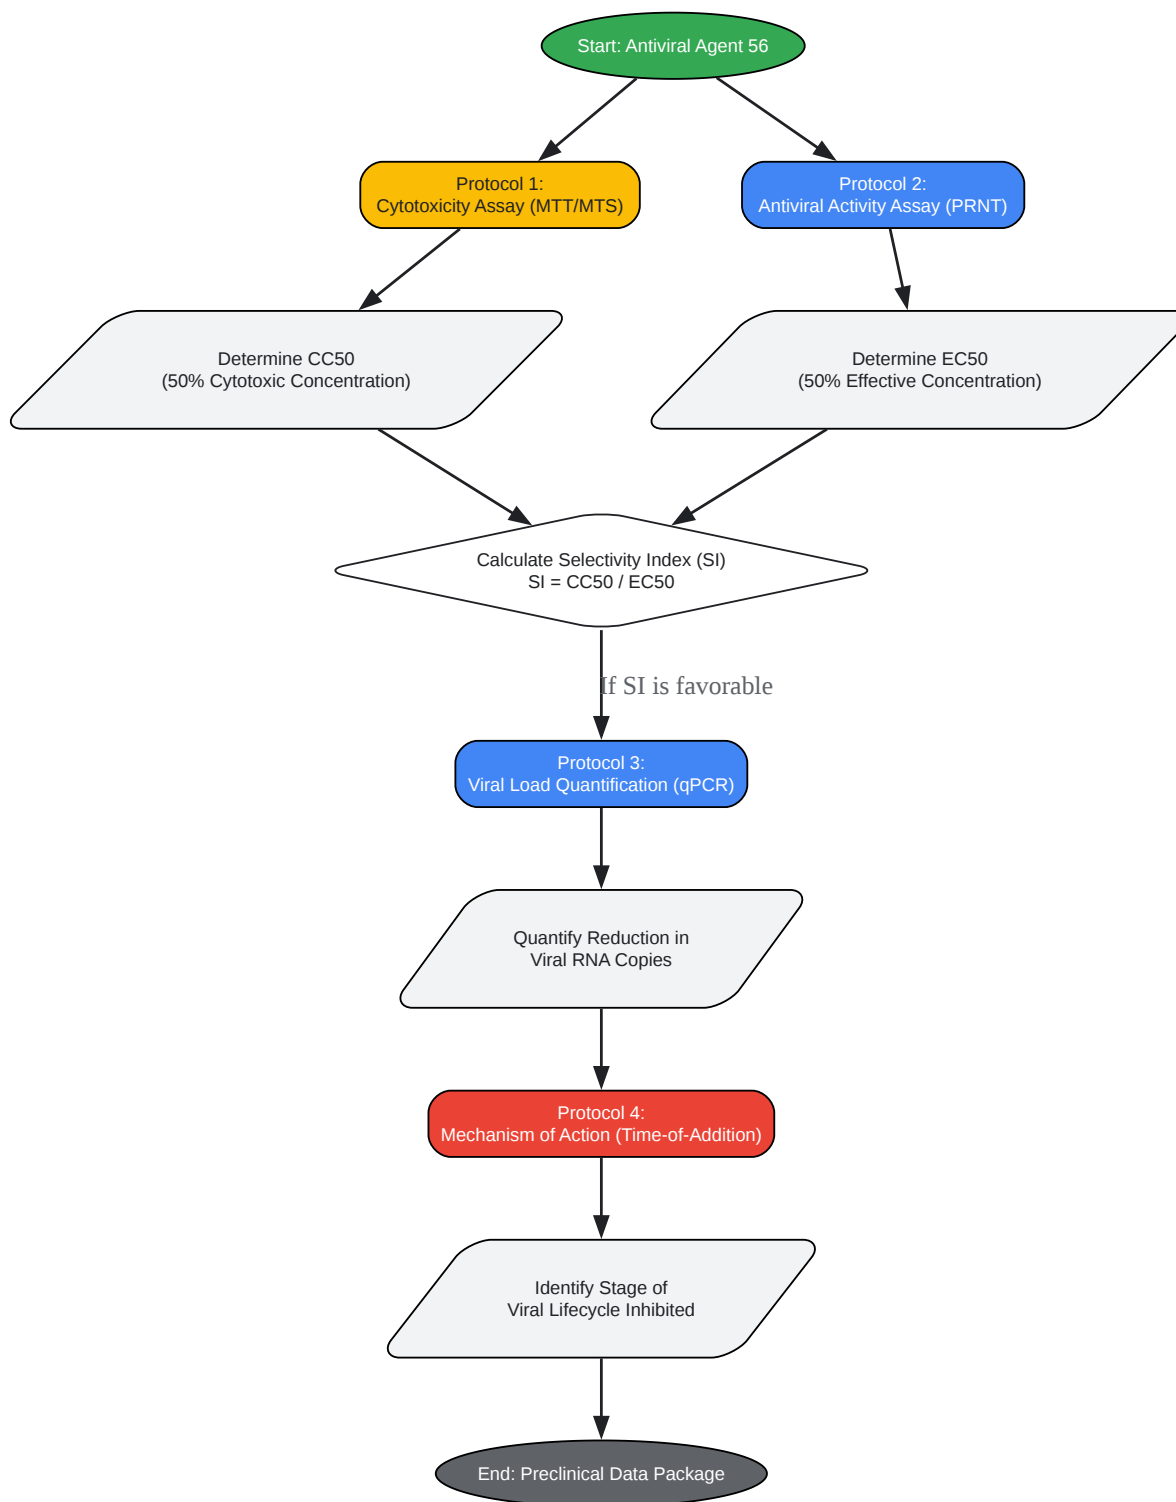 Start: Antiviral Agent 56
Protocol 1:
Cytotoxicity Assay (MTT/MTS)
Protocol 2:
Antiviral Activity Assay (PRNT)
Determine CC50
(50% Cytotoxic Concentration)
Determine EC50
(50% Effective Concentration)
Calculate Selectivity Index (SI)
SI = CC50 / EC50
If SI is favorable
Protocol 3:
Viral Load Quantification (qPCR)
Quantify Reduction in
Viral RNA Copies
Protocol 4:
Mechanism of Action (Time-of-Addition)
Identify Stage of
Viral Lifecycle Inhibited
End: Preclinical Data Package